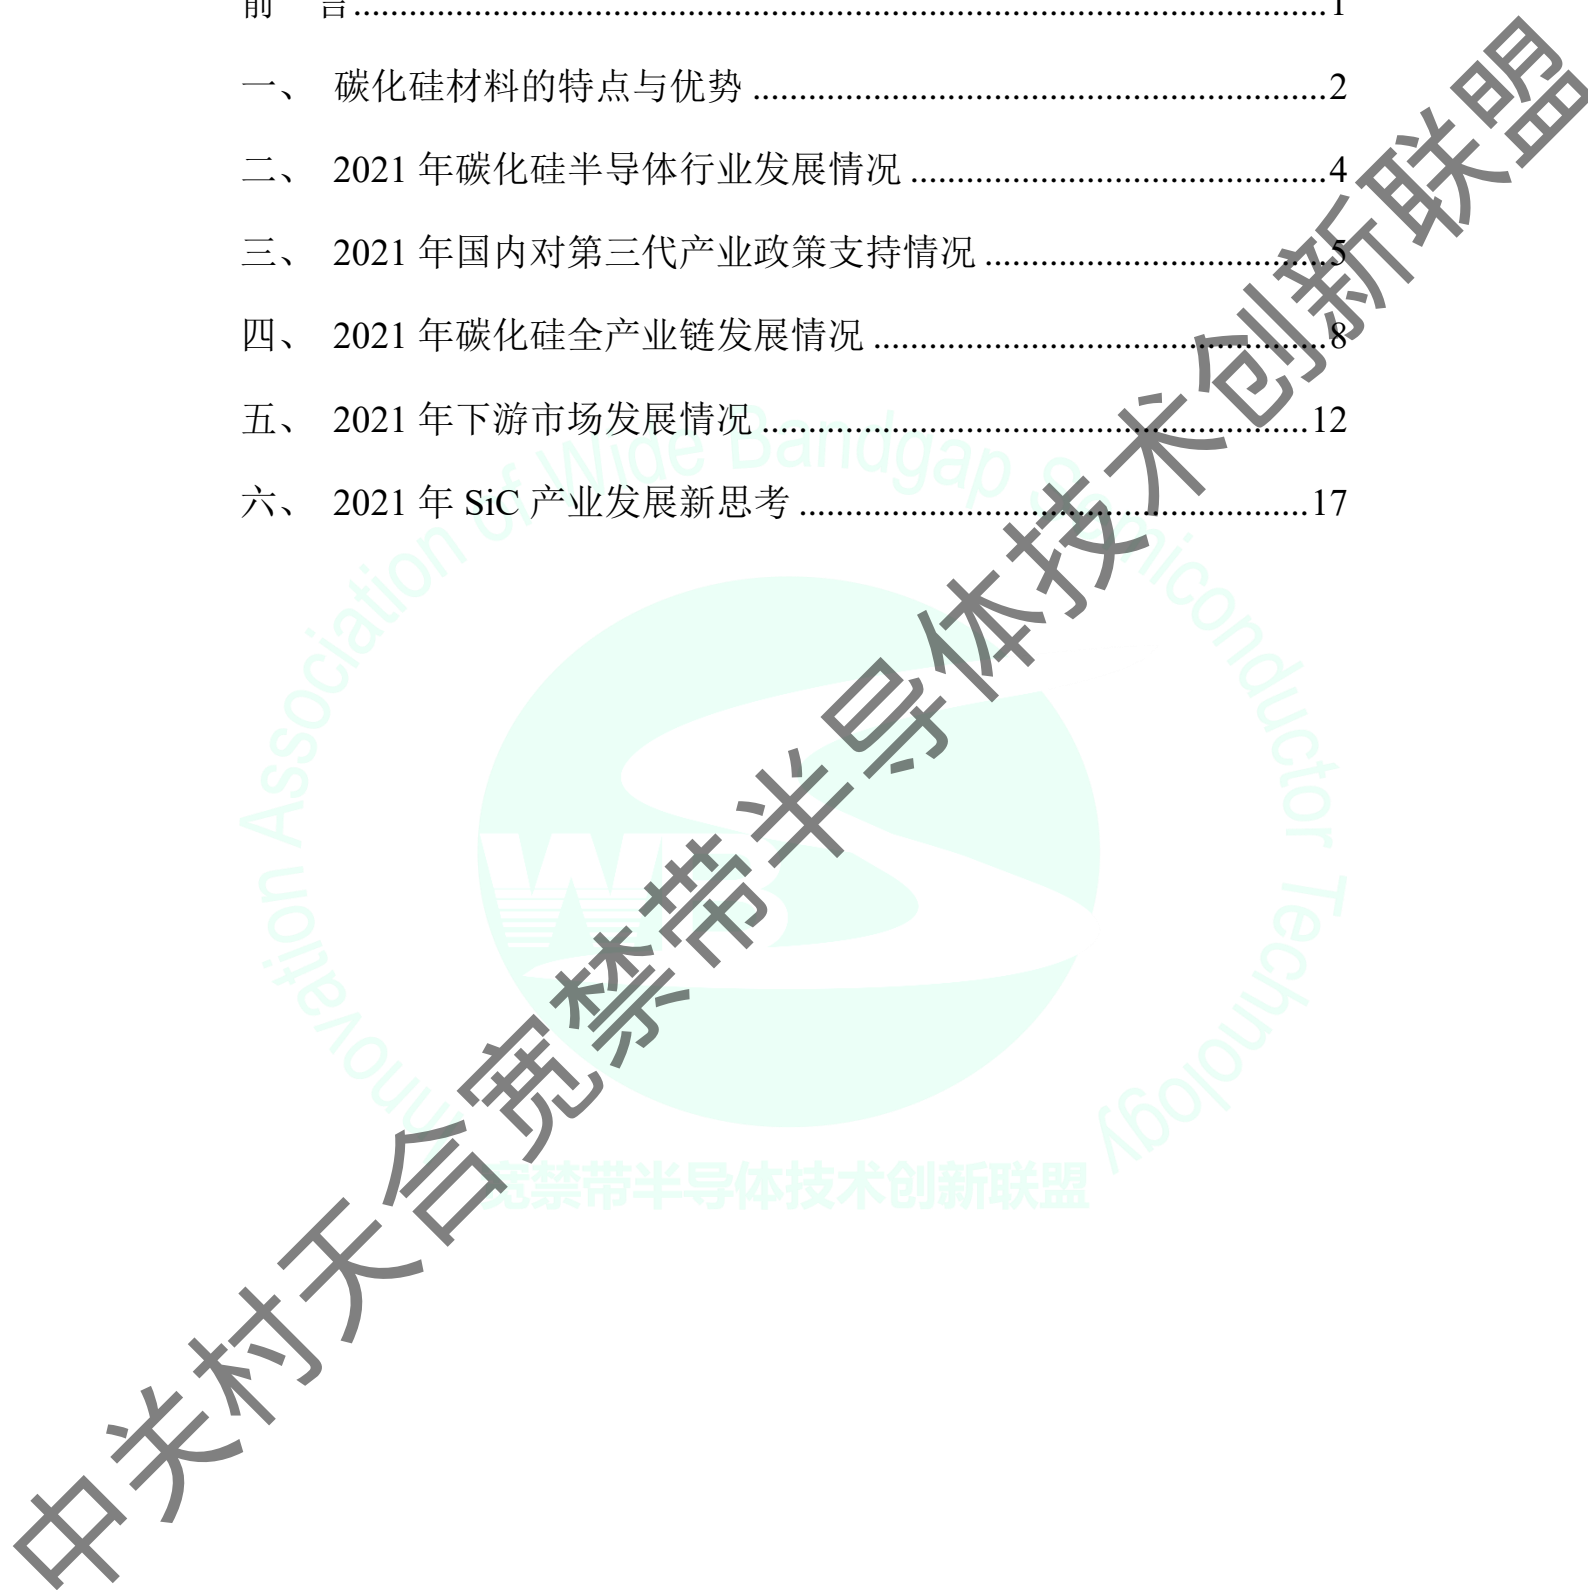 前 言........................................................................................................1
一、 碳化硅材料的特点与优势..............................................................2
二、 2021 年碳化硅半导体行业发展情况.............................................4
三、 2021 年国内对第三代产业政策支持情况.....................................5
四、 2021 年碳化硅全产业链发展情况.................................................8
五、 2021 年下游市场发展情况...........................................................12
六、 2021 年 SiC 产业发展新思考.......................................................17
中关村天合宽禁带半导体技术创新联盟
Innovation Association of Wide Bandgap Semiconductor Technology
WBS
宽禁带半导体技术创新联盟